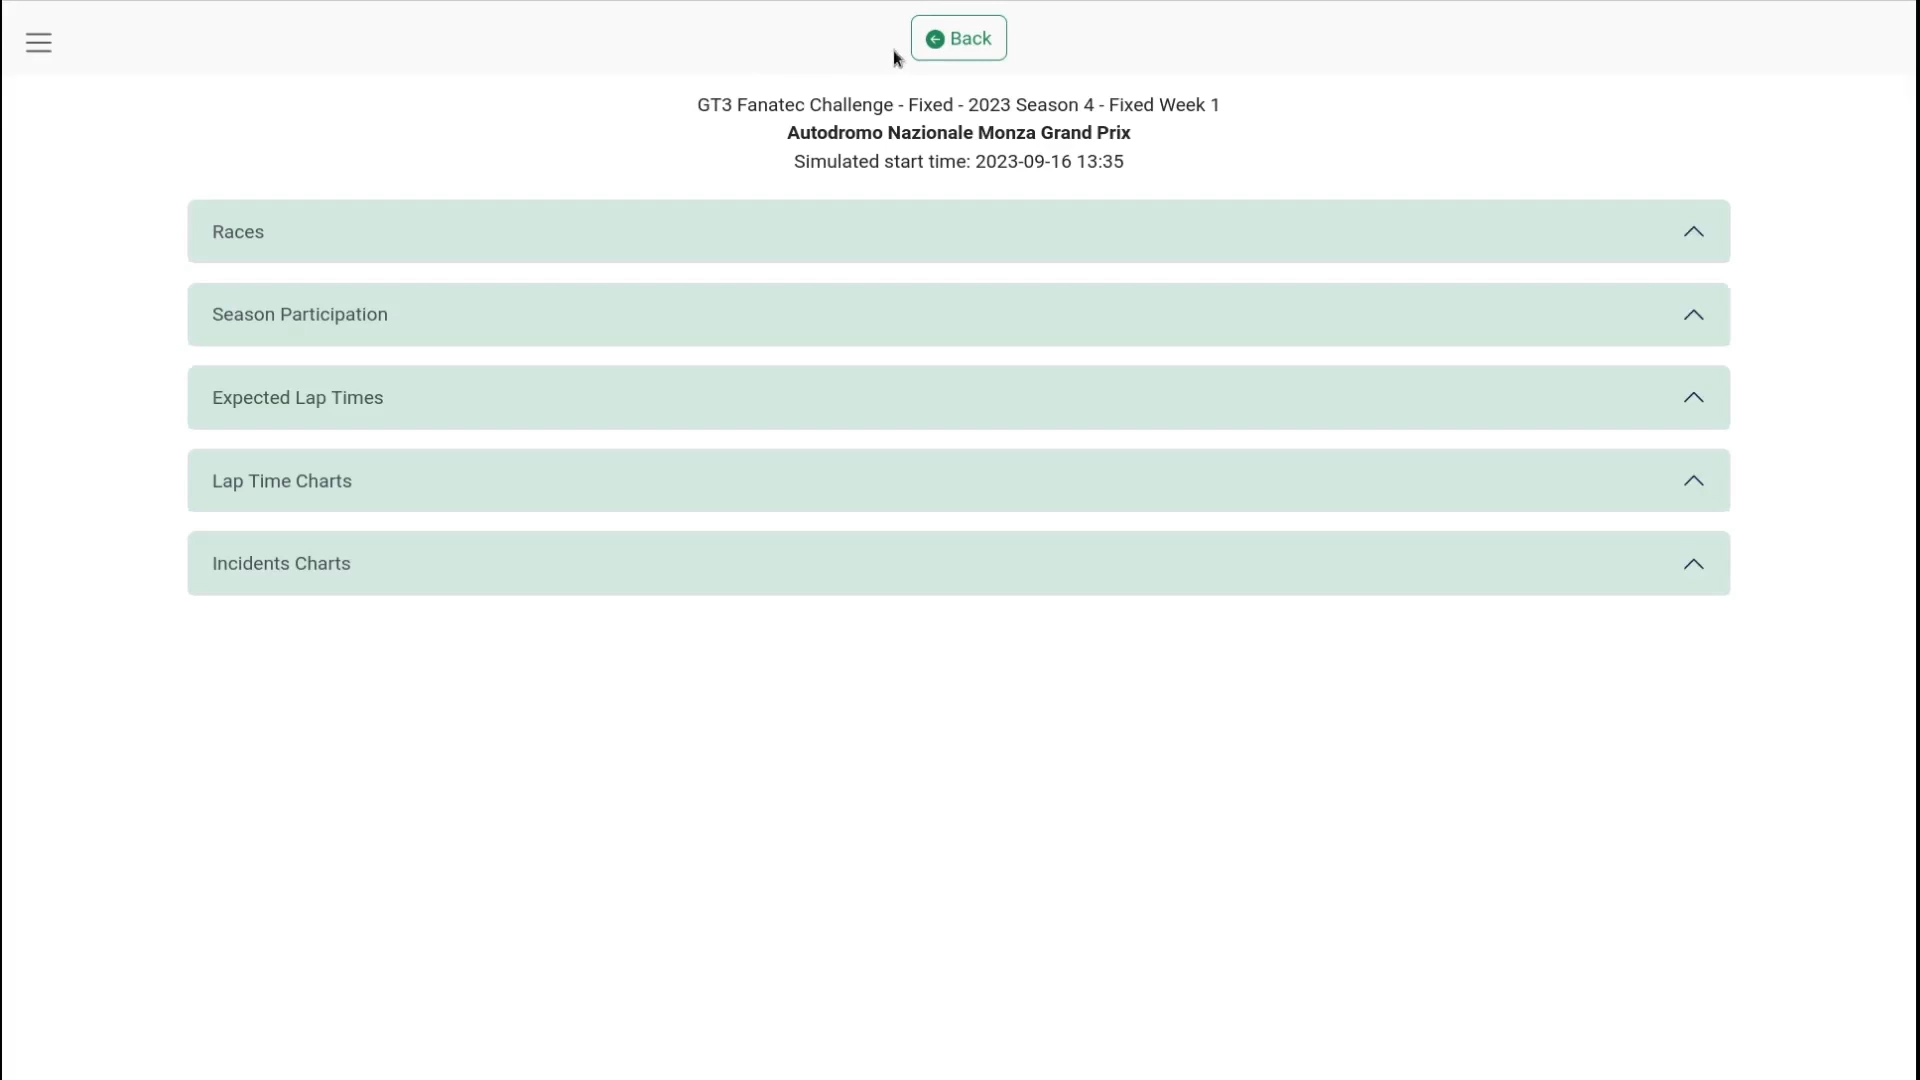 Back
GT3 Fanatec Challenge - Fixed - 2023 Season 4 - Fixed Week 1
Autodromo Nazionale Monza Grand Prix
Simulated start time: 2023-09-16 13:35
Races
Season Participation
Expected Lap Times
Lap Time Charts
Incidents Charts